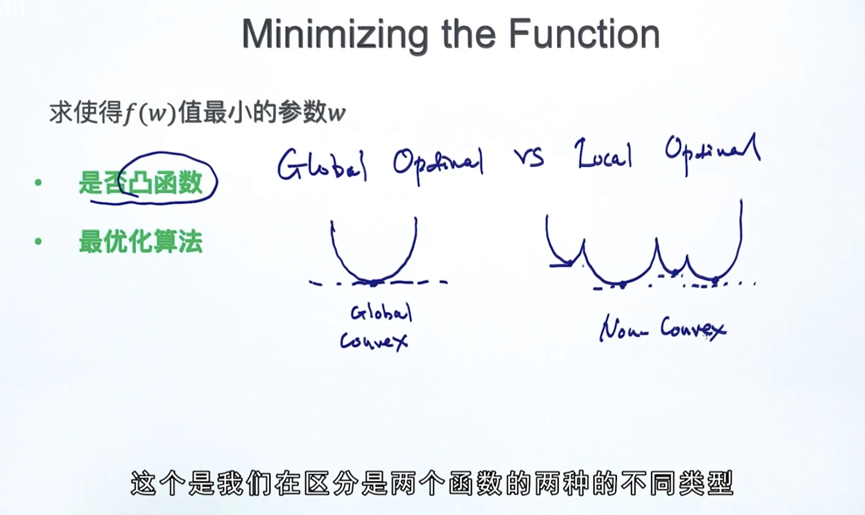 Minimizing the Function
求使得f(w)值最小的参数w
• 是否凸函数
Global Optimal vs Local Optimal
• 最优化算法
Global
Convex
Non-Convex
这个是我们在区分是两个函数的两种的不同类型